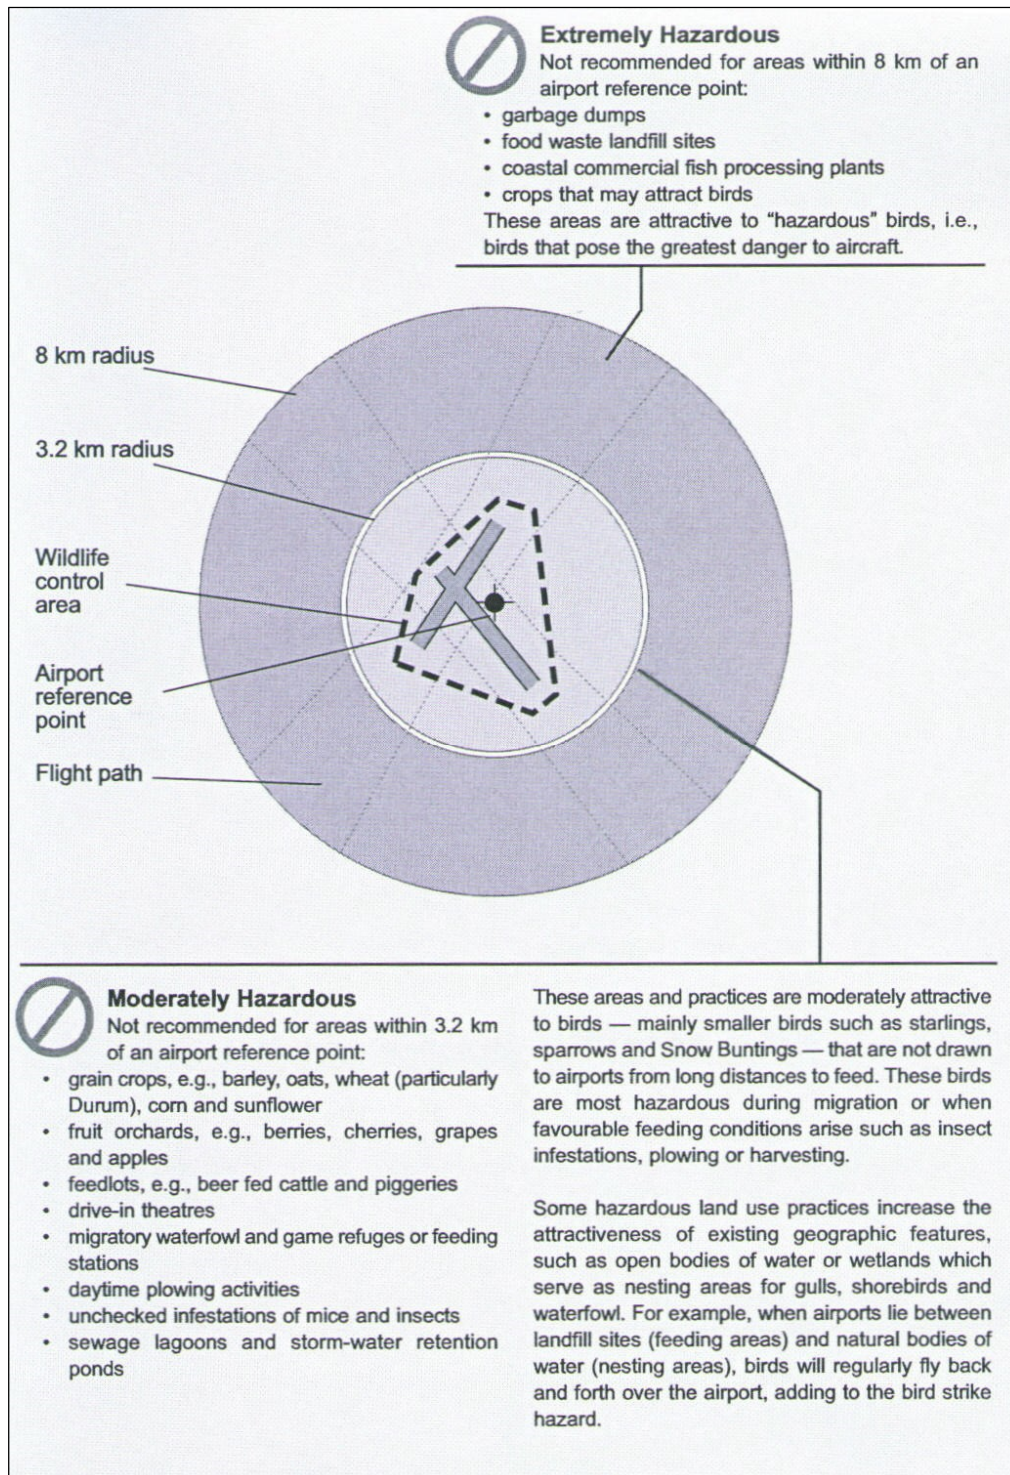 Extremely Hazardous
Not recommended for areas within 8 km of an
airport reference point:
• garbage dumps
• food waste landfill sites
• coastal commercial fish processing plants
• crops that may attract birds
These areas are attractive to “hazardous” birds, i.e.,
birds that pose the greatest danger to aircraft.
8 km radius
3.2 km radius
Wildlife
control
area
Airport
reference
point
Flight path
Moderately Hazardous
Not recommended for areas within 3.2 km
of an airport reference point:
• grain crops, e.g., barley, oats, wheat (particularly
Durum), corn and sunflower
• fruit orchards, e.g., berries, cherries, grapes
and apples
• feedlots, e.g., beer fed cattle and piggeries
• drive-in theatres
• migratory waterfowl and game refuges or feeding
stations
• daytime plowing activities
• unchecked infestations of mice and insects
• sewage lagoons and storm-water retention
ponds
These areas and practices are moderately attractive
to birds — mainly smaller birds such as starlings,
sparrows and Snow Buntings — that are not drawn
to airports from long distances to feed. These birds
are most hazardous during migration or when
favourable feeding conditions arise such as insect
infestations, plowing or harvesting.
Some hazardous land use practices increase the
attractiveness of existing geographic features,
such as open bodies of water or wetlands which
serve as nesting areas for gulls, shorebirds and
waterfowl. For example, when airports lie between
landfill sites (feeding areas) and natural bodies of
water (nesting areas), birds will regularly fly back
and forth over the airport, adding to the bird strike
hazard.